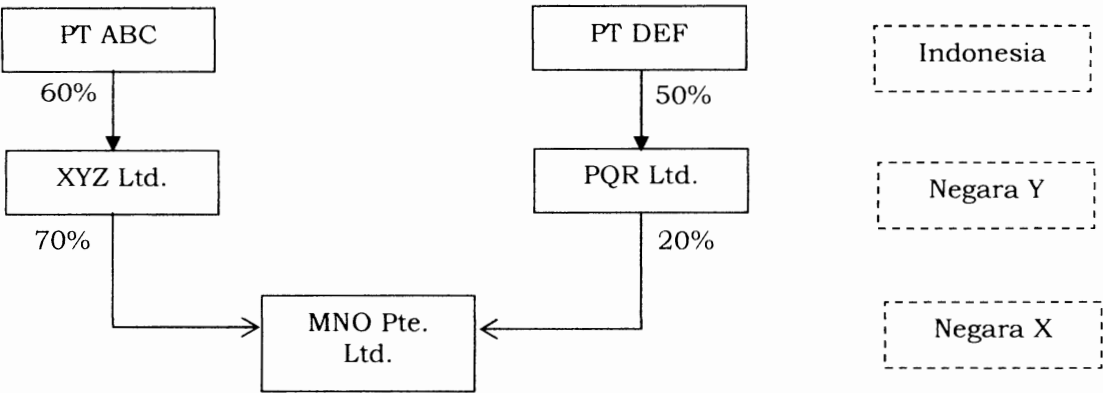 PT ABC
PT DEF
Indonesia
60%
50%
XYZ Ltd.
PQR Ltd.
Negara Y
70%
20%
MNO Pte.
Ltd.
Negara X